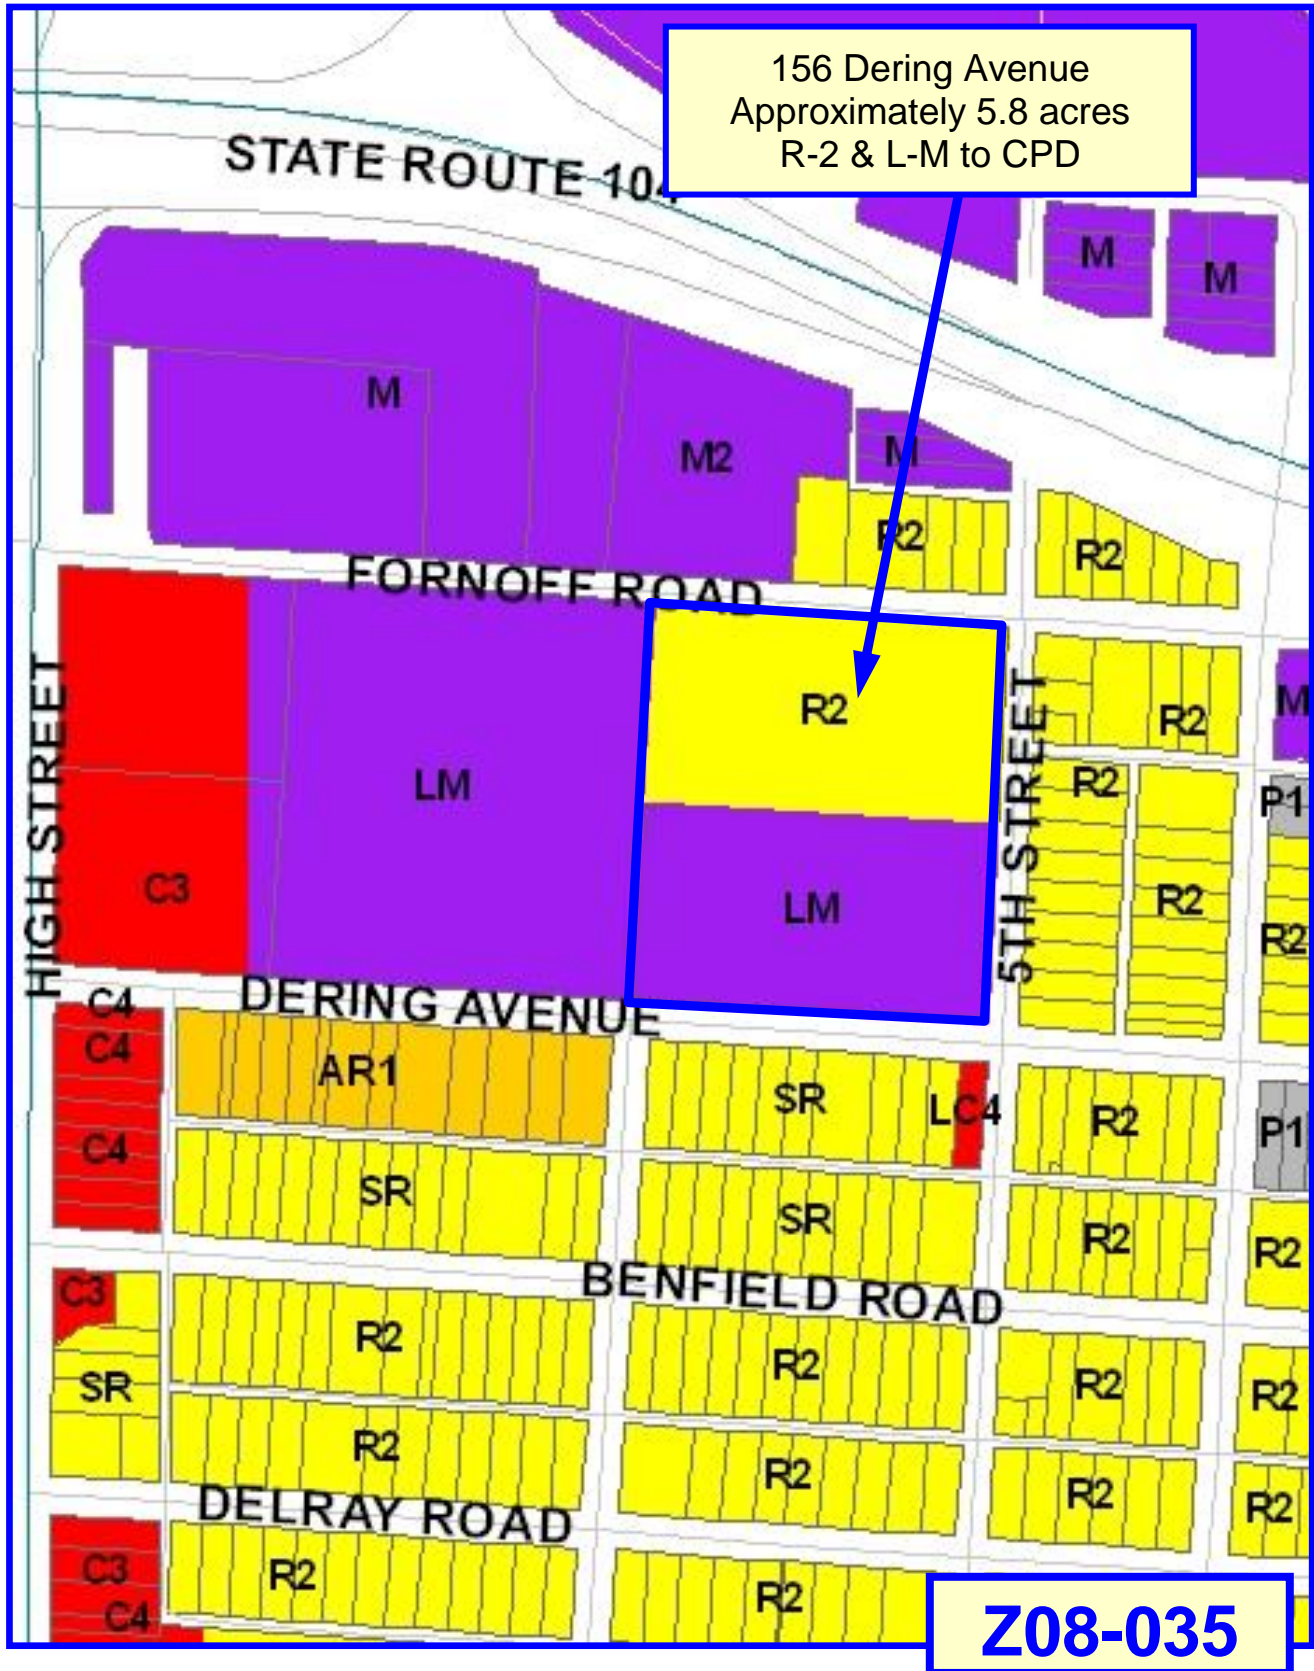 156 Dering Avenue
Approximately 5.8 acres
R-2 & L-M to CPD
STATE ROUTE 104
M
M
M
M2
M
R2
R2
FORNOFF ROAD
HIGH STREET
R2
5TH STREET
R2
M
LM
R2
P1
C3
LM
R2
R2
DERING AVENUE
C4
C4
AR1
SR
LC4
R2
P1
C4
SR
SR
R2
R2
BENFIELD ROAD
C3
R2
R2
R2
R2
SR
R2
R2
R2
R2
DELRAY ROAD
C3
R2
R2
C4
Z08-035